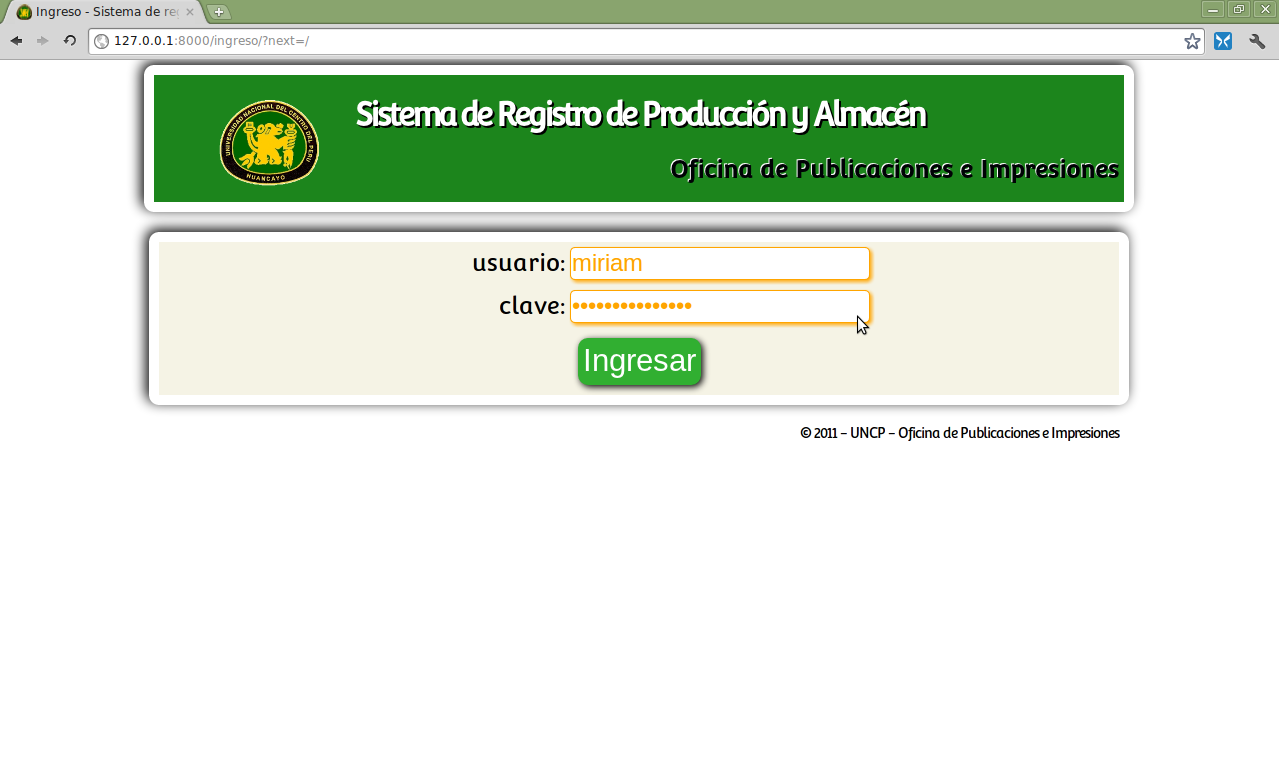 Ingreso - Sistema de reg
127.0.0.1:8000/ingreso/?next=/
UNIVERSIDAD NACIONAL DEL CENTRO DEL PERU
HUANCAYO
Sistema de Registro de Producción y Almacén
Oficina de Publicaciones e Impresiones
usuario: miriam
clave: •••••••••••••••
Ingresar
© 2011 – UNCP – Oficina de Publicaciones e Impresiones